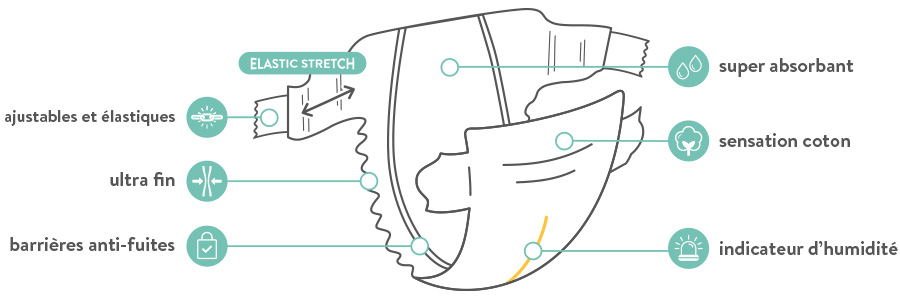 ELASTIC STRETCH
super absorbant
ajustables et élastiques
sensation coton
ultra fin
barrières anti-fuites
indicateur d'humidité